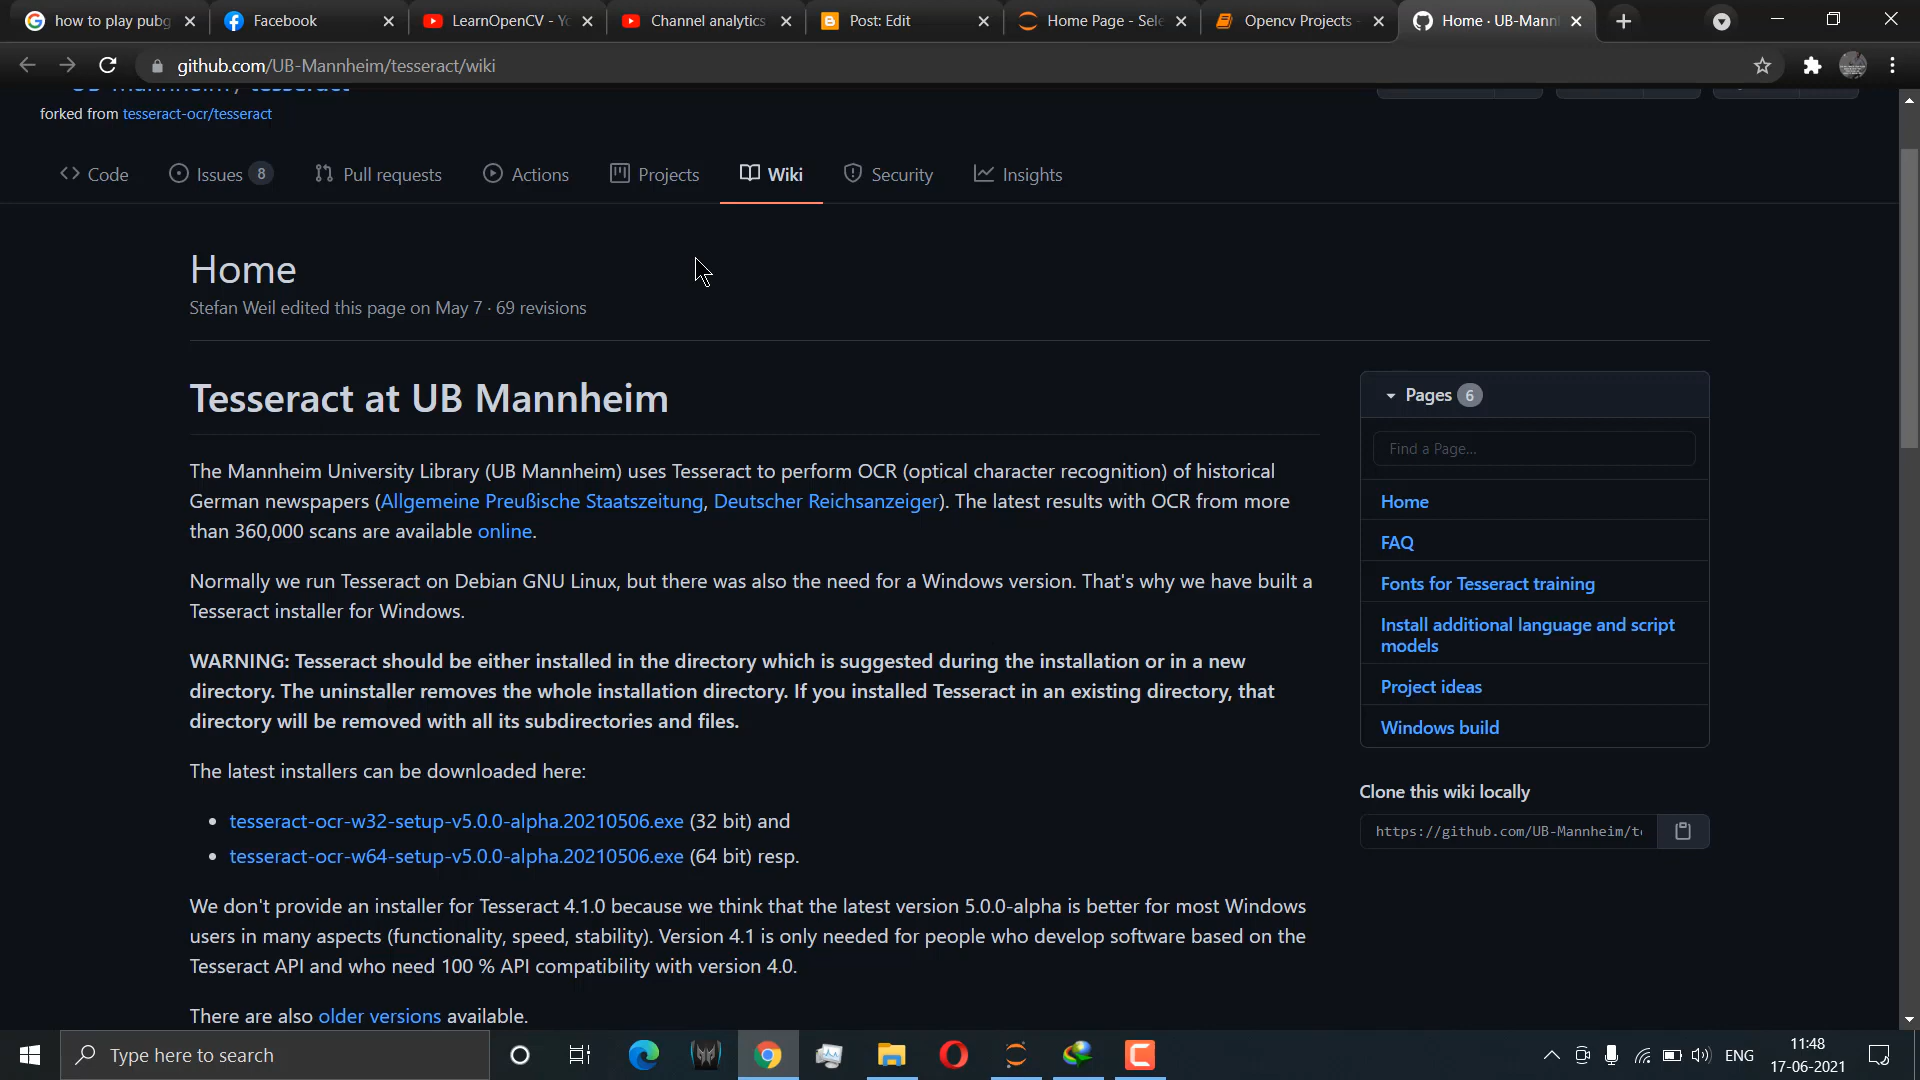 how to play pubg
Facebook
LearnOpenCV - Yo
Channel analytics
Post: Edit
Home Page - Sele
Opencv Projects -
Home · UB-Mann
github.com/UB-Mannheim/tesseract/wiki
UB-Mannheim / tesseract
forked from tesseract-ocr/tesseract
Code
Issues 8
Pull requests
Actions
Projects
Wiki
Security
Insights
Home
Stefan Weil edited this page on May 7 · 69 revisions
Tesseract at UB Mannheim
The Mannheim University Library (UB Mannheim) uses Tesseract to perform OCR (optical character recognition) of historical
German newspapers (Allgemeine Preußische Staatszeitung, Deutscher Reichsanzeiger). The latest results with OCR from more
than 360,000 scans are available online.
Normally we run Tesseract on Debian GNU Linux, but there was also the need for a Windows version. That's why we have built a
Tesseract installer for Windows.
WARNING: Tesseract should be either installed in the directory which is suggested during the installation or in a new
directory. The uninstaller removes the whole installation directory. If you installed Tesseract in an existing directory, that
directory will be removed with all its subdirectories and files.
The latest installers can be downloaded here:
tesseract-ocr-w32-setup-v5.0.0-alpha.20210506.exe (32 bit) and
tesseract-ocr-w64-setup-v5.0.0-alpha.20210506.exe (64 bit) resp.
We don't provide an installer for Tesseract 4.1.0 because we think that the latest version 5.0.0-alpha is better for most Windows
users in many aspects (functionality, speed, stability). Version 4.1 is only needed for people who develop software based on the
Tesseract API and who need 100 % API compatibility with version 4.0.
There are also older versions available.
Pages 6
Find a Page...
Home
FAQ
Fonts for Tesseract training
Install additional language and script
models
Project ideas
Windows build
Clone this wiki locally
https://github.com/UB-Mannheim/t
Type here to search
ENG
11:48
17-06-2021